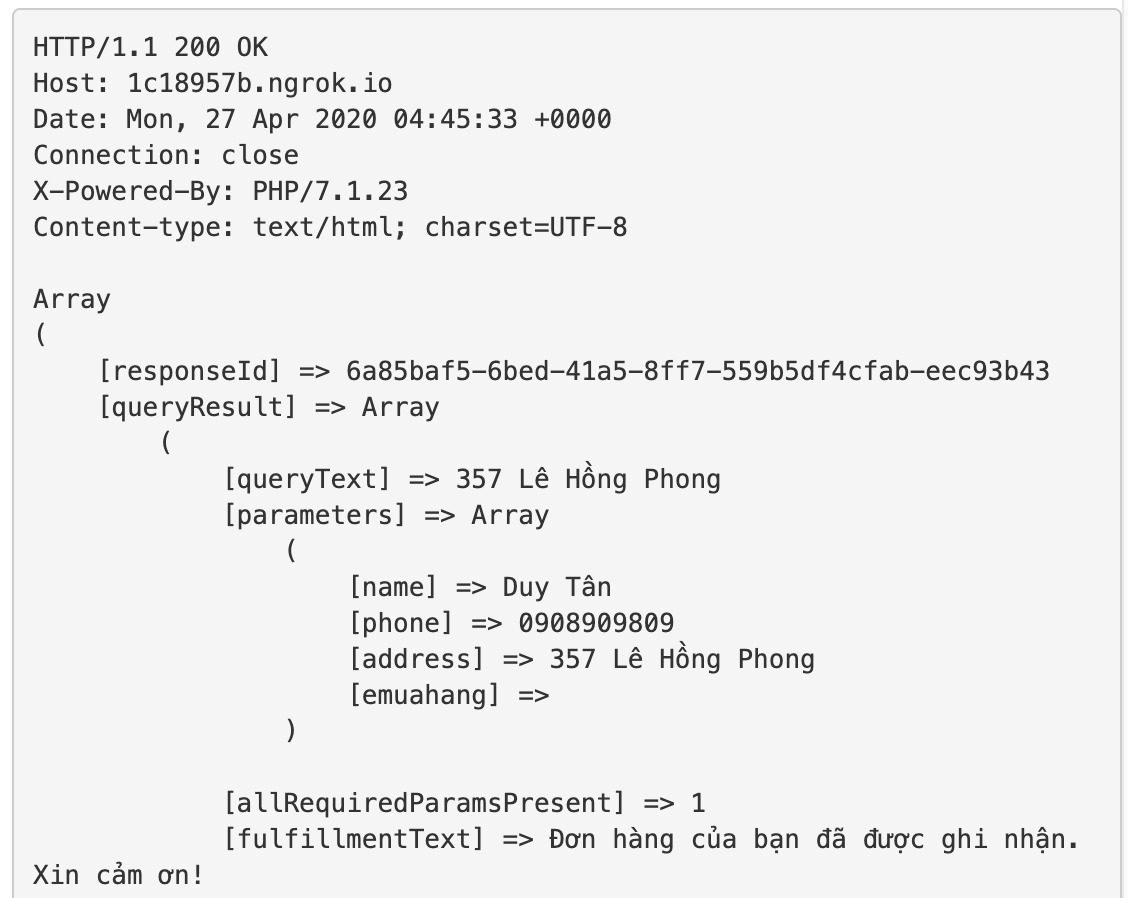 HTTP/1.1 200 OK
Host: 1c18957b.ngrok.io
Date: Mon, 27 Apr 2020 04:45:33 +0000
Connection: close
X-Powered-By: PHP/7.1.23
Content-type: text/html; charset=UTF-8

Array
(
    [responseId] => 6a85baf5-6bed-41a5-8ff7-559b5df4cfab-eec93b43
    [queryResult] => Array
        (
            [queryText] => 357 Lê Hồng Phong
            [parameters] => Array
                (
                    [name] => Duy Tân
                    [phone] => 0908909809
                    [address] => 357 Lê Hồng Phong
                    [emuahang] =>
                )

            [allRequiredParamsPresent] => 1
            [fulfillmentText] => Đơn hàng của bạn đã được ghi nhận.
Xin cảm ơn!